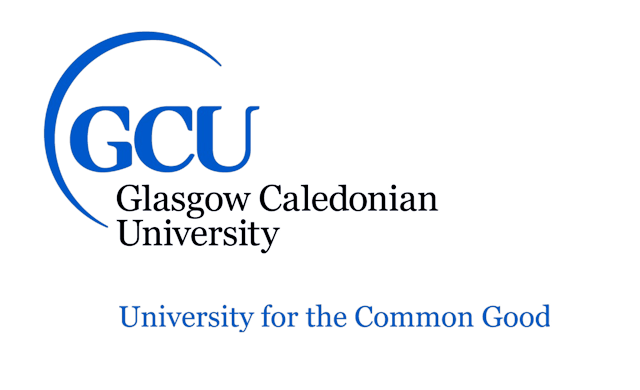 GCU
Glasgow Caledonian
University
University for the Common Good